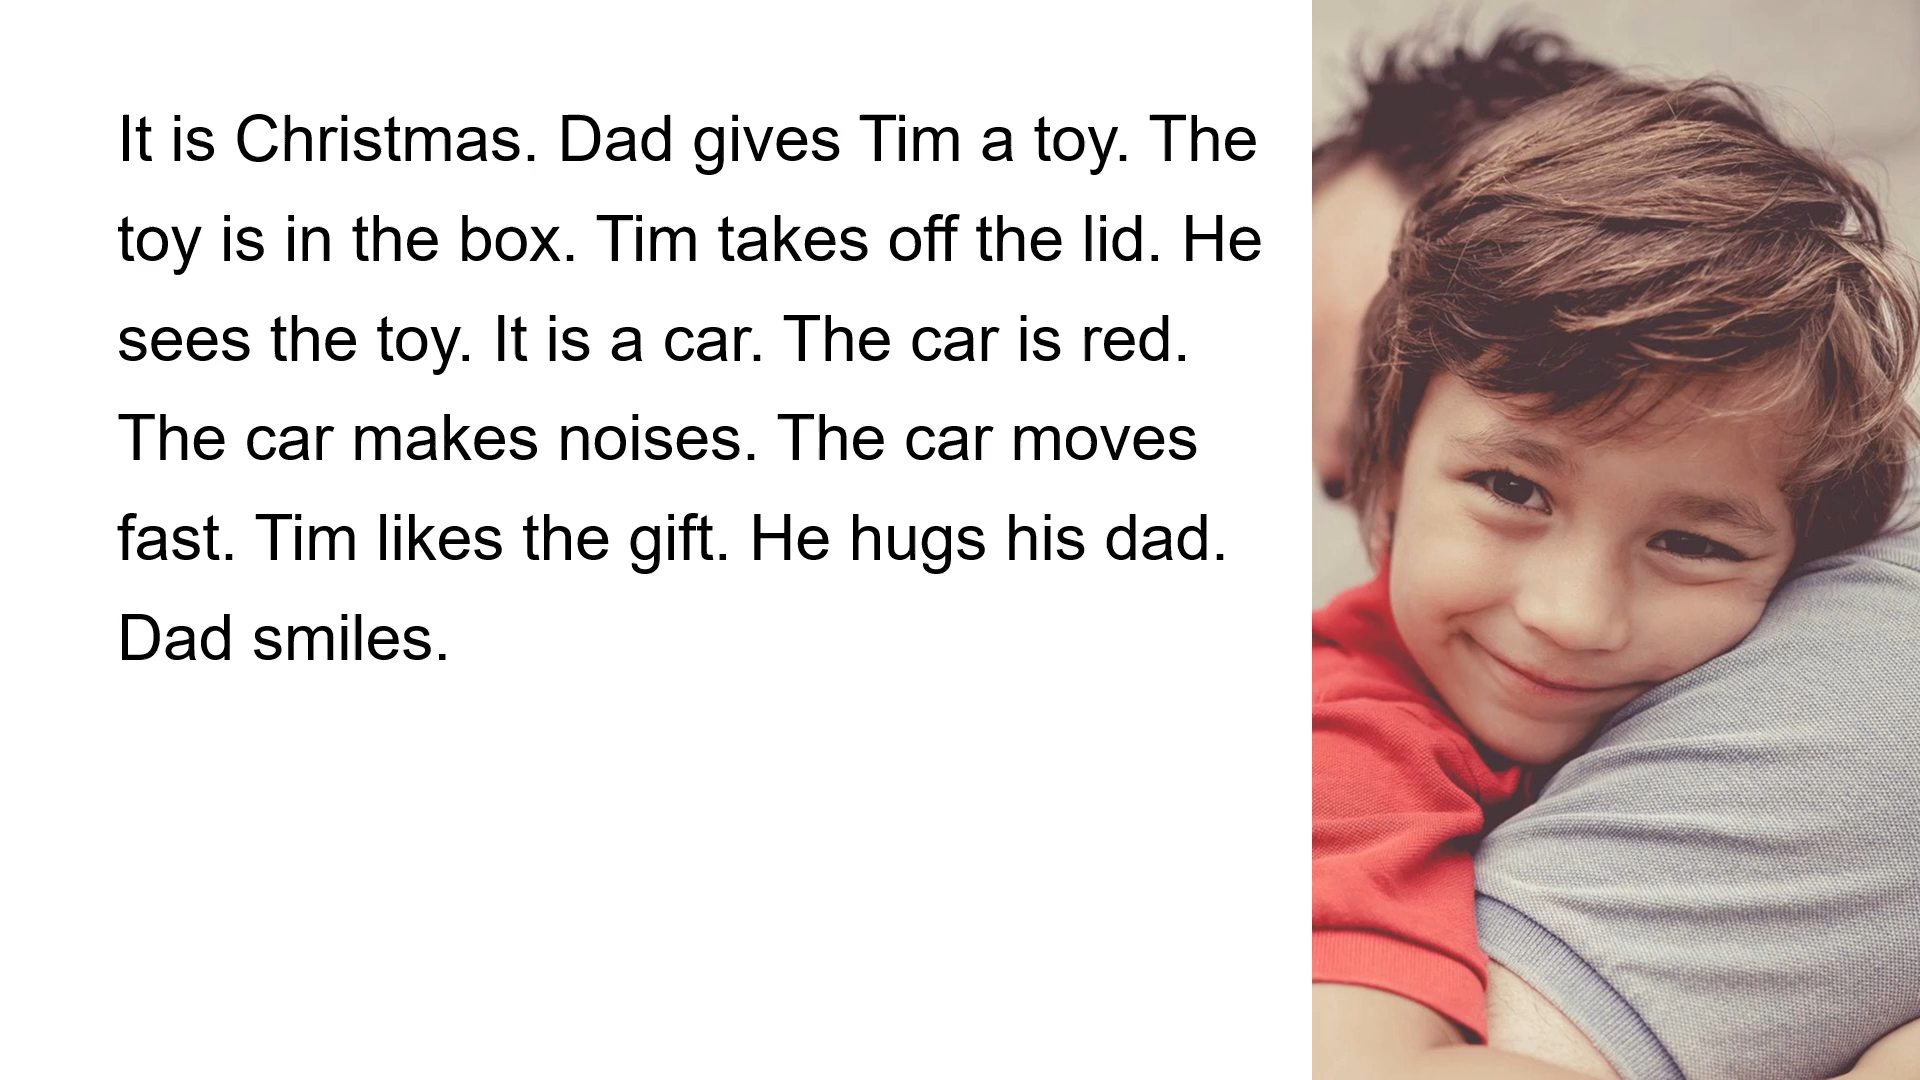 It is Christmas. Dad gives Tim a toy. The
toy is in the box. Tim takes off the lid. He
sees the toy. It is a car. The car is red.
The car makes noises. The car moves
fast. Tim likes the gift. He hugs his dad.
Dad smiles.